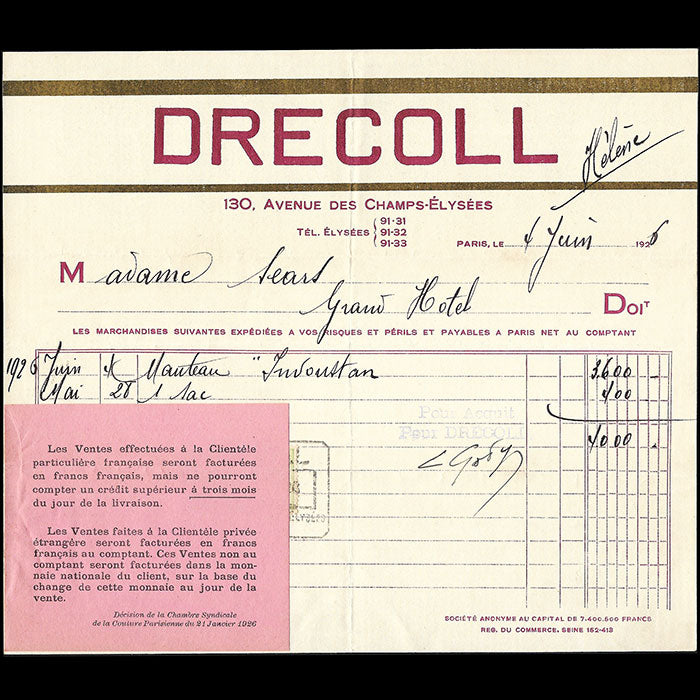 DRECOLL
Hélène
130, AVENUE DES CHAMPS-ÉLYSÉES
TÉL. ÉLYSÉES { 91-31
91-32
91-33
PARIS, LE 4 Juin 1926
Madame Sears
Grand Hotel
DOIT
LES MARCHANDISES SUIVANTES EXPÉDIÉES A VOS RISQUES ET PÉRILS ET PAYABLES A PARIS NET AU COMPTANT
1926 Juin 4 Manteau "Indoustan 3.600
Mai 28 1 Sac 400
Pour Acquit
Pour DRECOLL
4000
Les Ventes effectuées à la Clientèle
particulière française seront facturées
en francs français, mais ne pourront
compter un crédit supérieur à trois mois
du jour de la livraison.
Les Ventes faites à la Clientèle privée
étrangère seront facturées en francs
français au comptant. Ces Ventes non au
comptant seront facturées dans la mon-
naie nationale du client, sur la base du
change de cette monnaie au jour de la
vente.
Décision de la Chambre Syndicale
de la Couture Parisienne du 21 Janvier 1926
SOCIÉTÉ ANONYME AU CAPITAL DE 7.400.500 FRANCS
REG. DU COMMERCE. SEINE 152-413